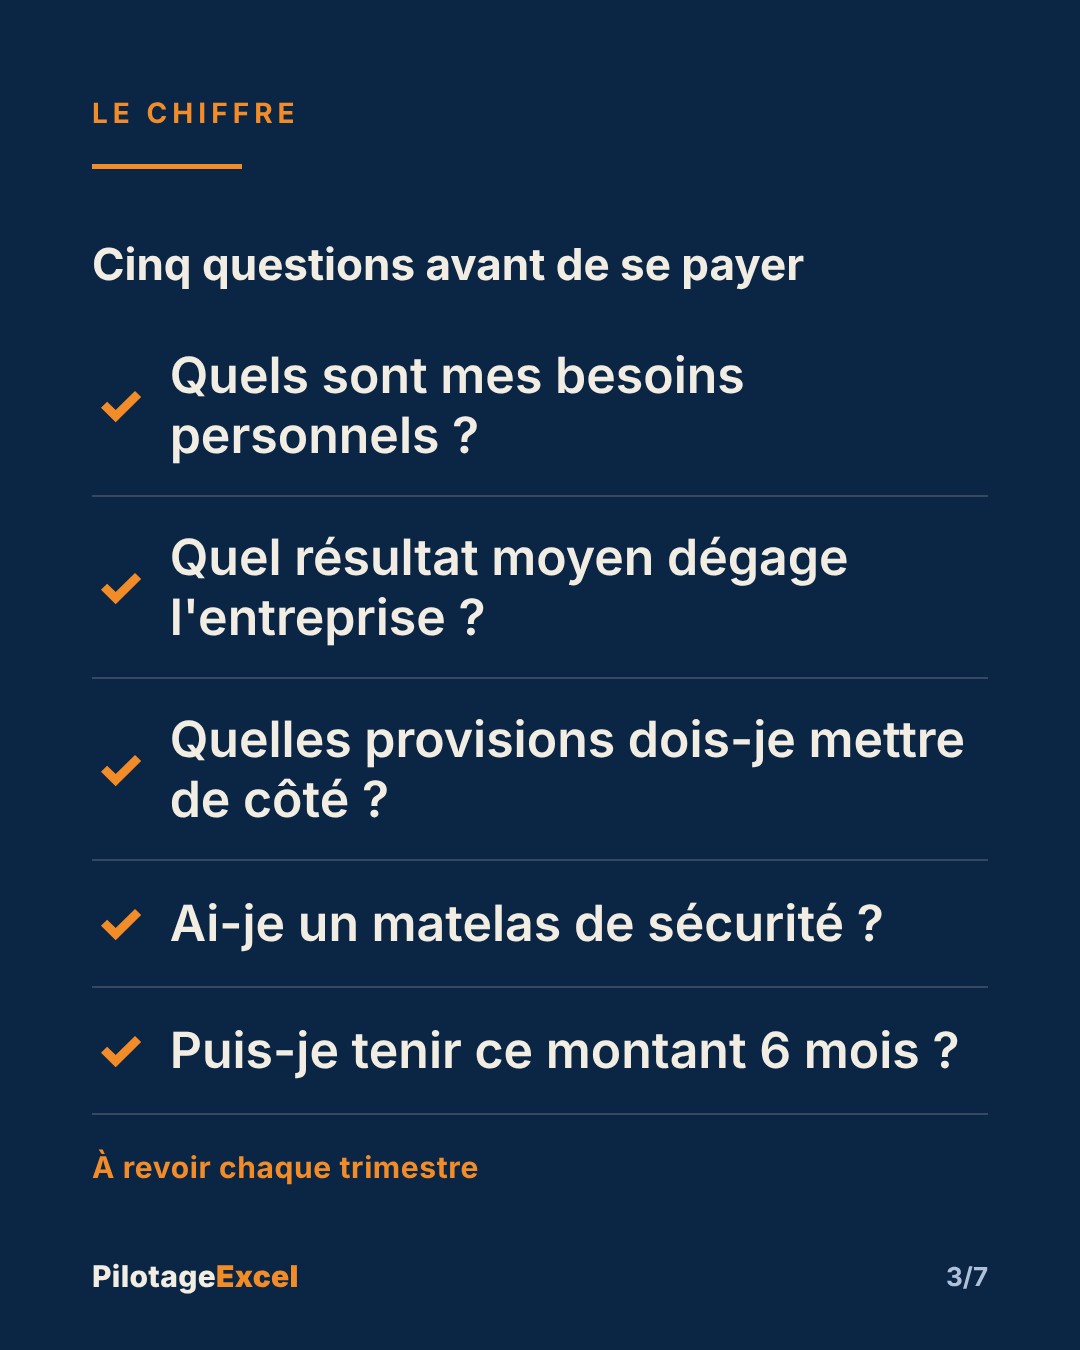 LE CHIFFRE
Cinq questions avant de se payer
Quels sont mes besoins
personnels ?
Quel résultat moyen dégage
l'entreprise ?
Quelles provisions dois-je mettre
de côté ?
Ai-je un matelas de sécurité ?
Puis-je tenir ce montant 6 mois ?
À revoir chaque trimestre
PilotageExcel
3/7